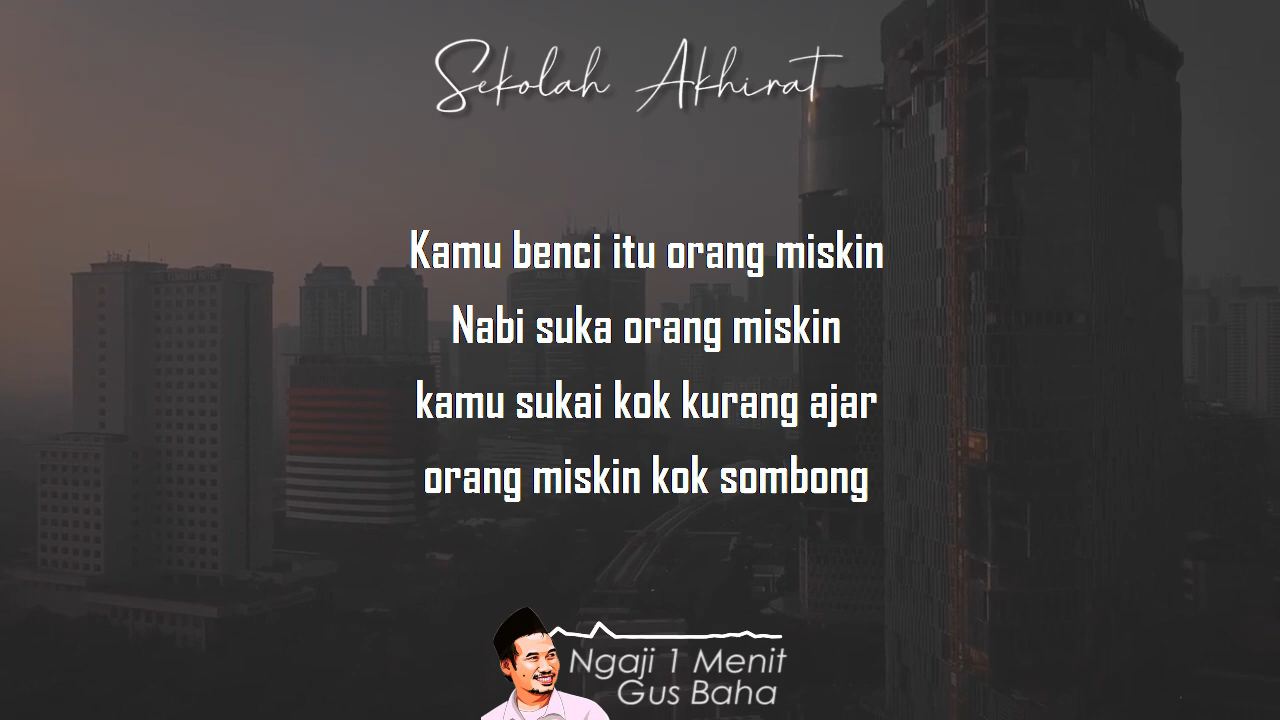 Sekolah Akhirat
Kamu benci itu orang miskin
Nabi suka orang miskin
kamu sukai kok kurang ajar
orang miskin kok sombong
Ngaji 1 Menit
Gus Baha